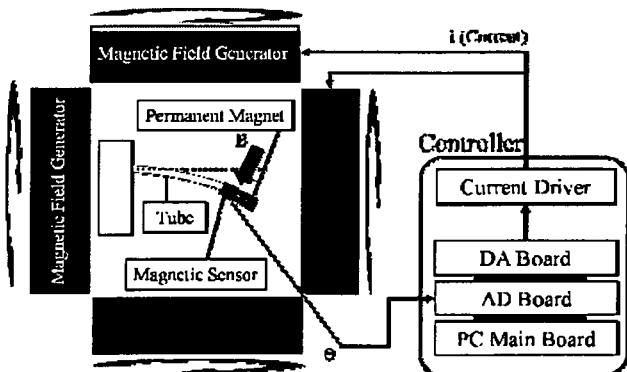 i (Current)
Magnetic Field Generator
Magnetic Field Generator
Permanent Magnet
B
Tube
Magnetic Sensor
Θ
Controller
Current Driver
DA Board
AD Board
PC Main Board